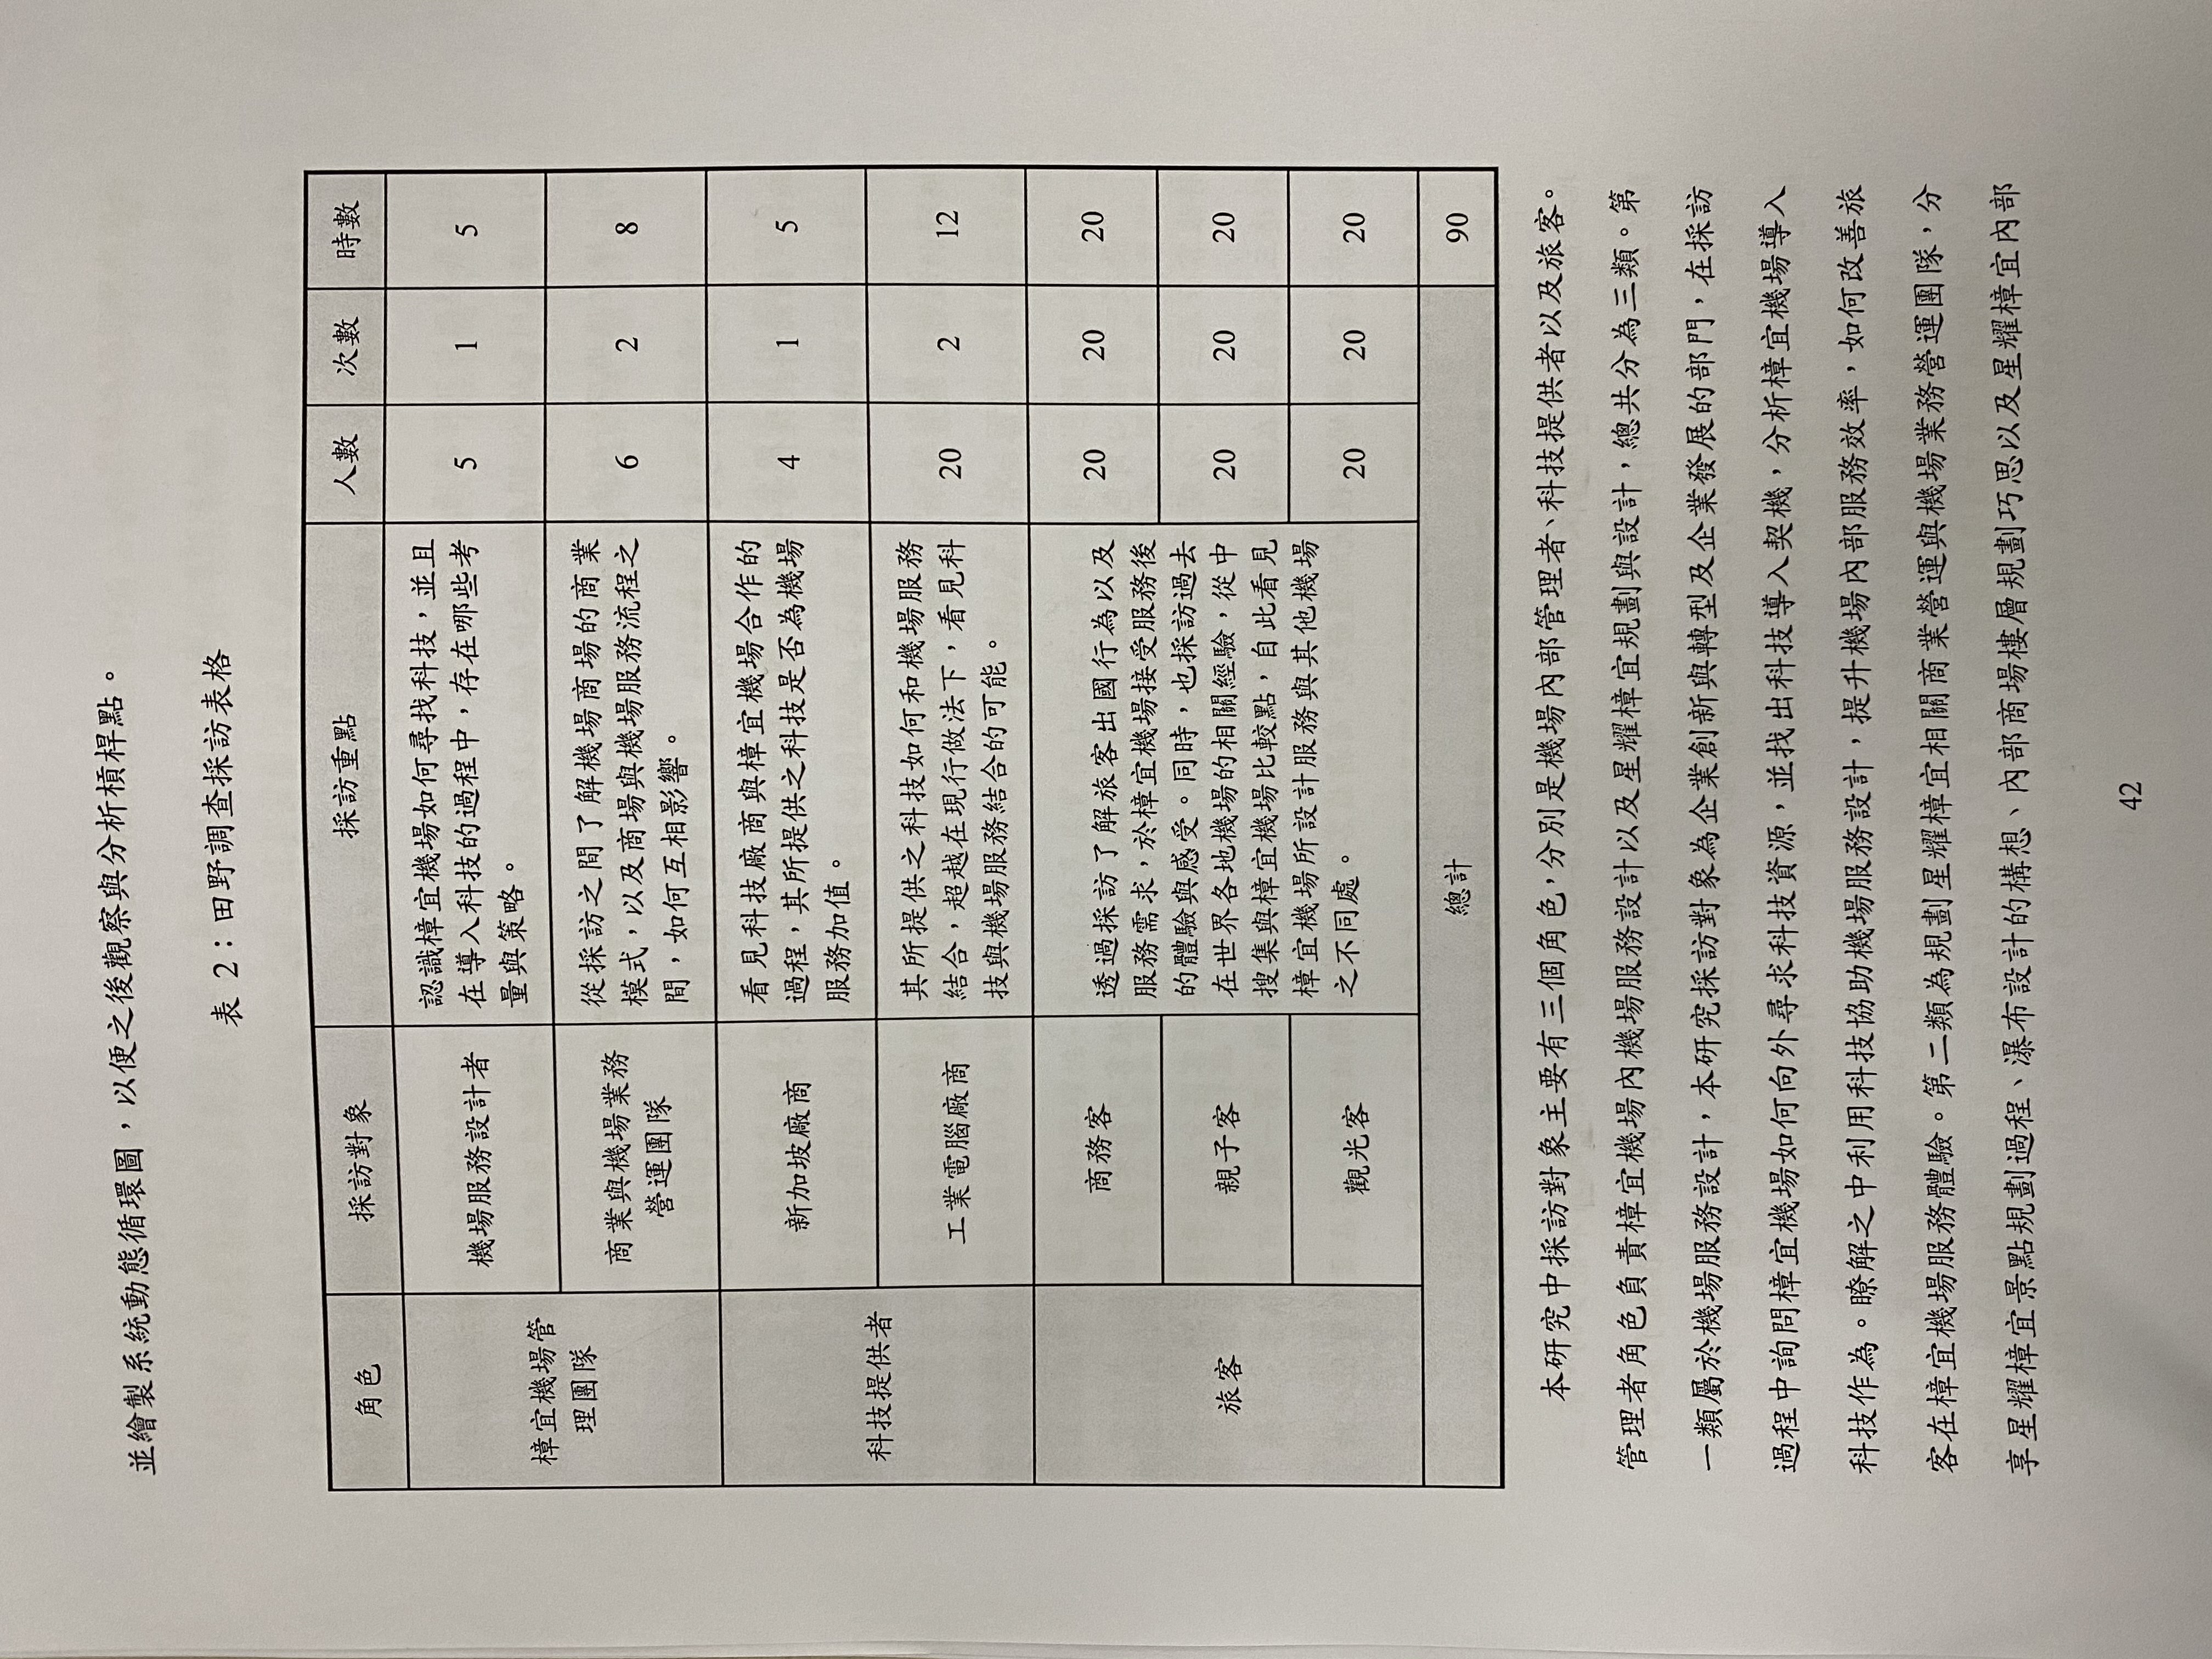 並繪製系統動態循環圖，以便之後觀察與分析槓桿點。
表 2：田野調查採訪表格
角色 採訪對象 採訪重點 人數 次數 時數
樟宜機場管
理團隊
機場服務設計者
認識樟宜機場如何尋找科技，並且
在導入科技的過程中，存在哪些考
量與策略。
5 1 5
商業與機場業務
營運團隊
從採訪之間了解機場商場的商業
模式，以及商場與機場服務流程之
間，如何互相影響。
6 2 8
科技提供者
新加坡廠商
看見科技廠商與樟宜機場合作的
過程，其所提供之科技是否為機場
服務加值。
4 1 5
工業電腦廠商
其所提供之科技如何和機場服務
結合，超越在現行做法下，看見科
技與機場服務結合的可能。
20 2 12
旅客
商務客
透過採訪了解旅客出國行為以及
服務需求，於樟宜機場接受服務後
的體驗與感受。同時，也採訪過去
在世界各地機場的相關經驗，從中
搜集與樟宜機場比較點，自此看見
樟宜機場所設計服務與其他機場
之不同處。
20 20 20
親子客
20 20 20
觀光客
20 20 20
總計 90
本研究中採訪對象主要有三個角色，分別是機場內部管理者、科技提供者以及旅客。
管理者角色負責樟宜機場內機場服務設計以及星耀樟宜規劃與設計，總共分為三類。第
一類屬於機場服務設計，本研究採訪對象為企業創新與轉型及企業發展的部門，在採訪
過程中詢問樟宜機場如何向外尋求科技資源，並找出科技導入契機，分析樟宜機場導入
科技作為。瞭解之中利用科技協助機場服務設計，提升機場內部服務效率，如何改善旅
客在樟宜機場服務體驗。第二類為規劃星耀樟宜相關商業營運與機場業務營運團隊，分
享星耀樟宜景點規劃過程、瀑布設計的構想、內部商場樓層規劃巧思以及星耀樟宜內部
42